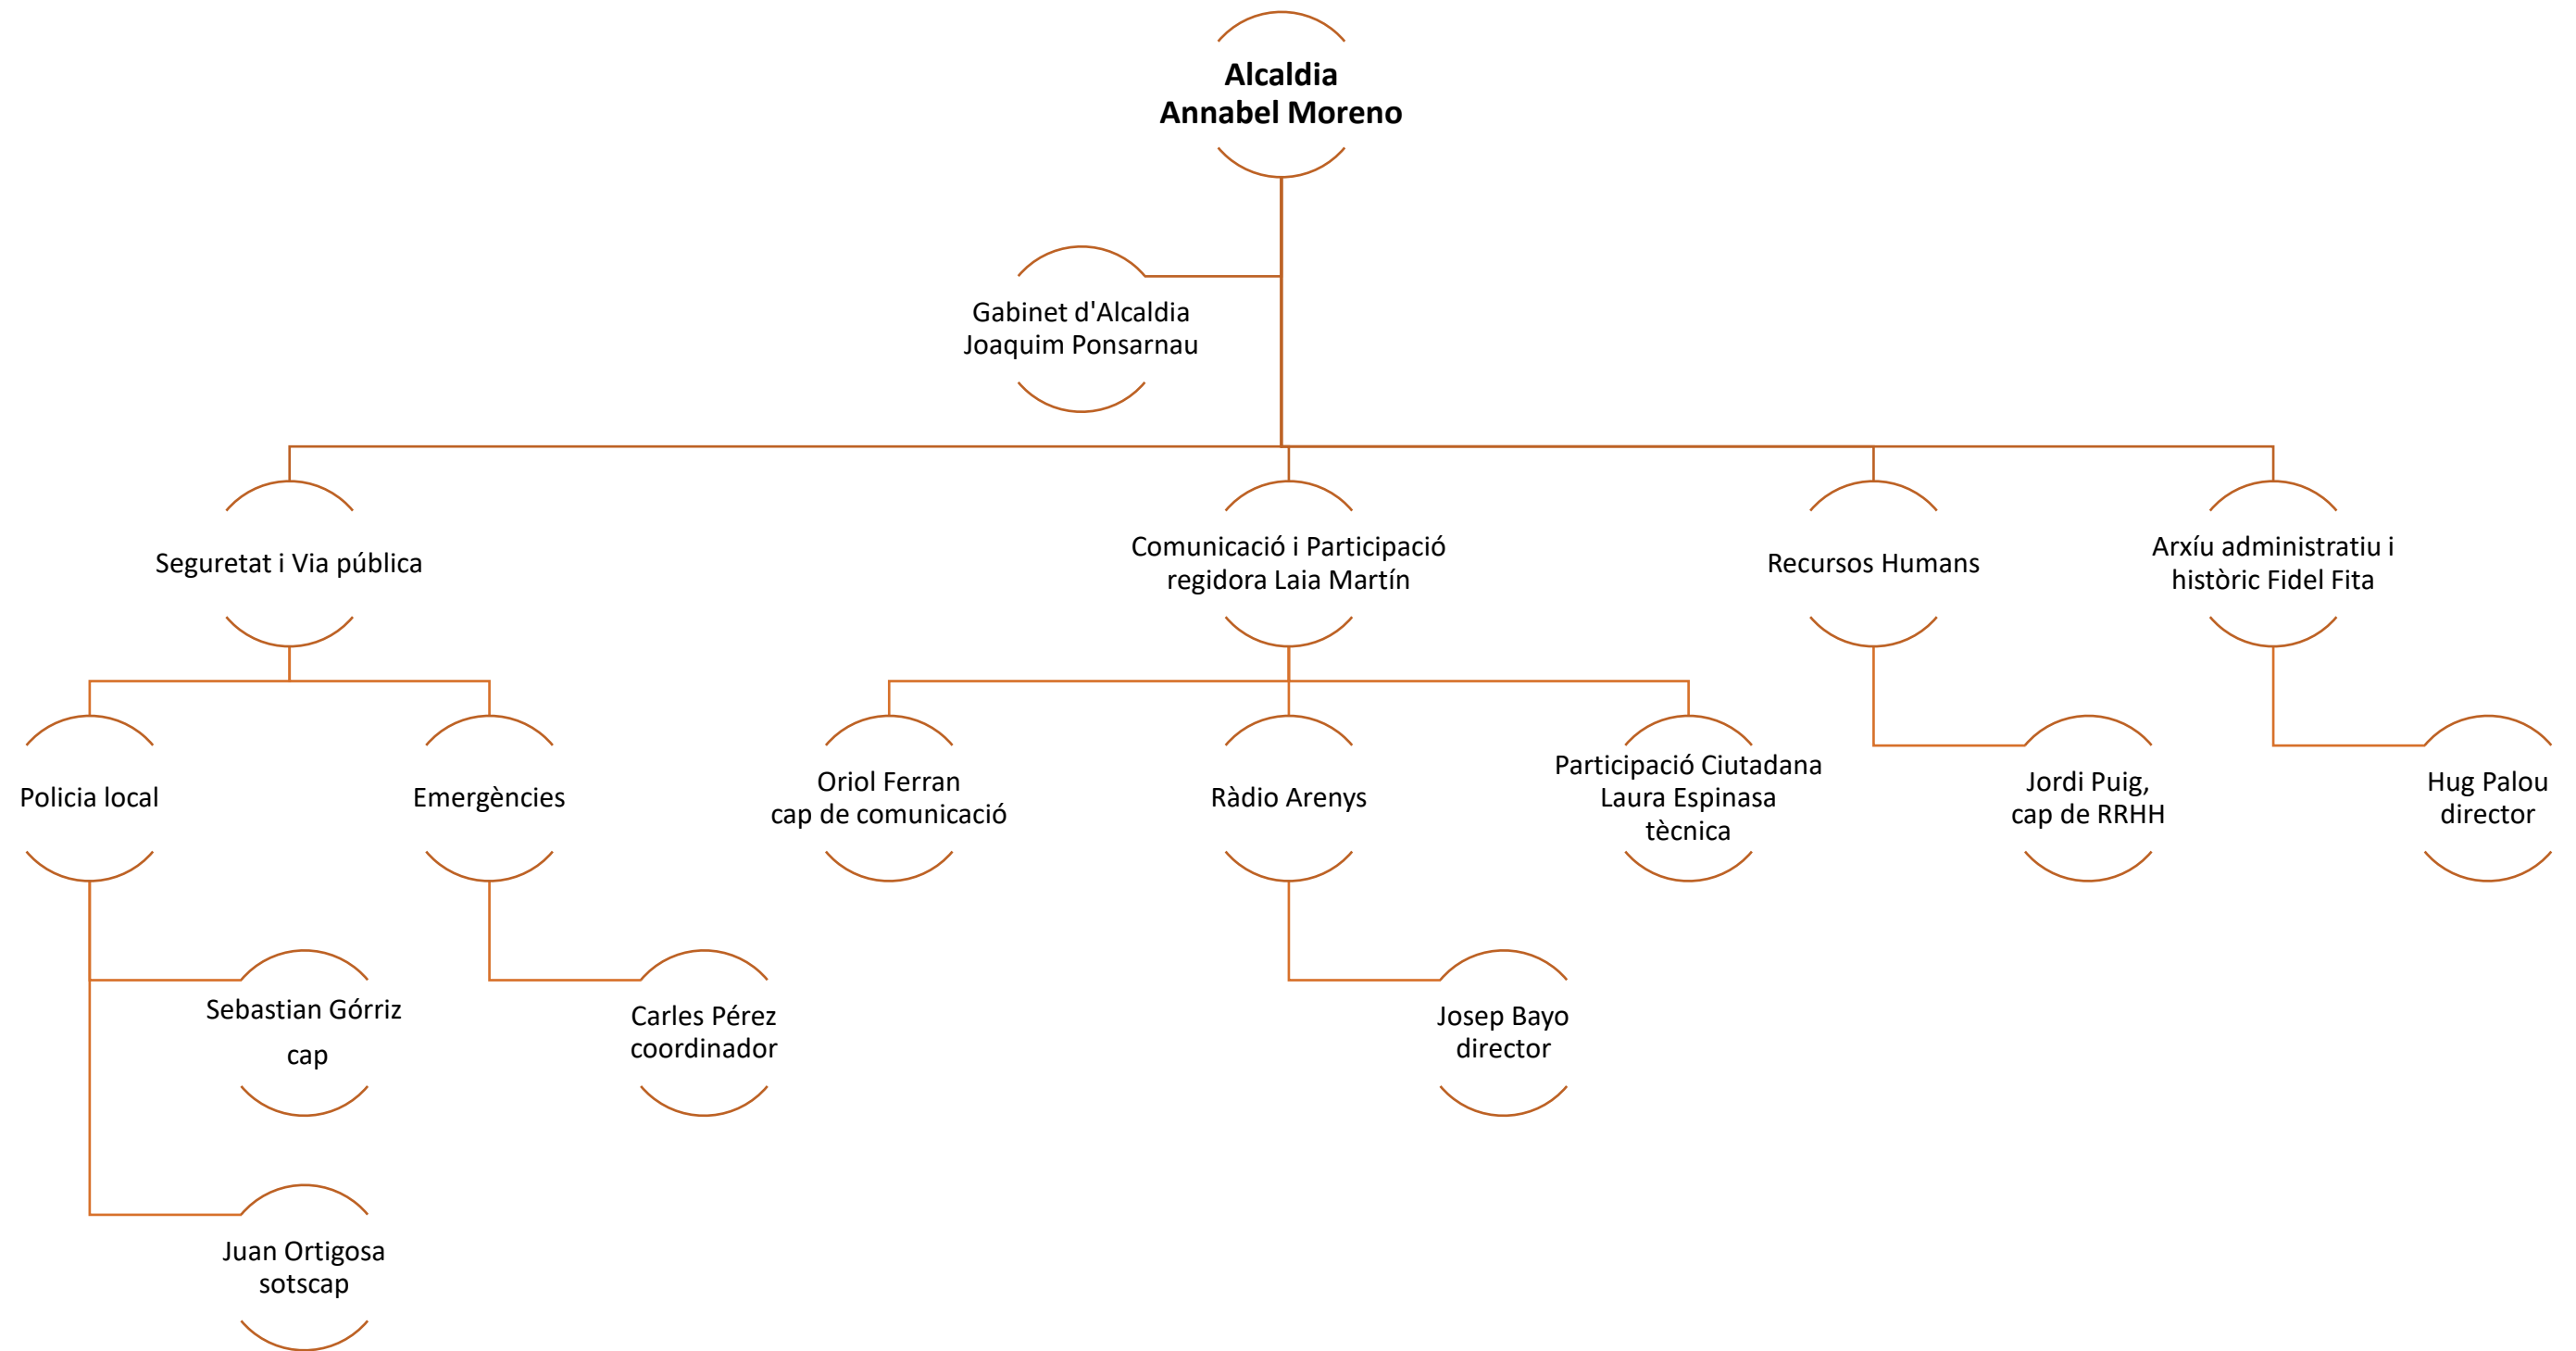 Alcaldia
Annabel Moreno
Gabinet d'Alcaldia
Joaquim Ponsarnau
Seguretat i Via pública
Comunicació i Participació
regidora Laia Martín
Recursos Humans
Arxíu administratiu i
històric Fidel Fita
Policia local
Emergències
Oriol Ferran
cap de comunicació
Ràdio Arenys
Participació Ciutadana
Laura Espinasa
tècnica
Jordi Puig,
cap de RRHH
Hug Palou
director
Sebastian Górriz
cap
Carles Pérez
coordinador
Josep Bayo
director
Juan Ortigosa
sotscap